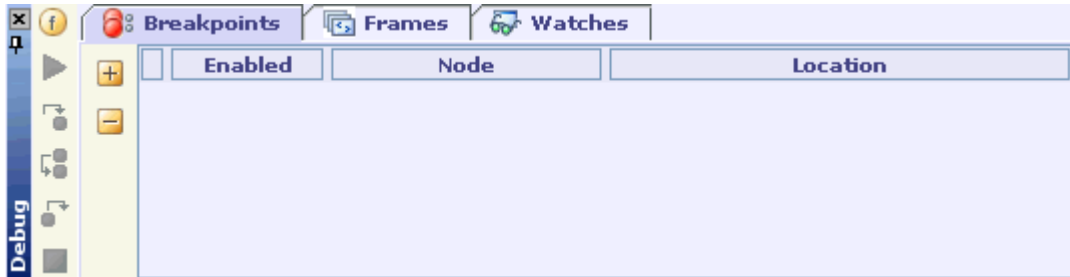 f Breakpoints Frames Watches
Enabled Node Location
Debug